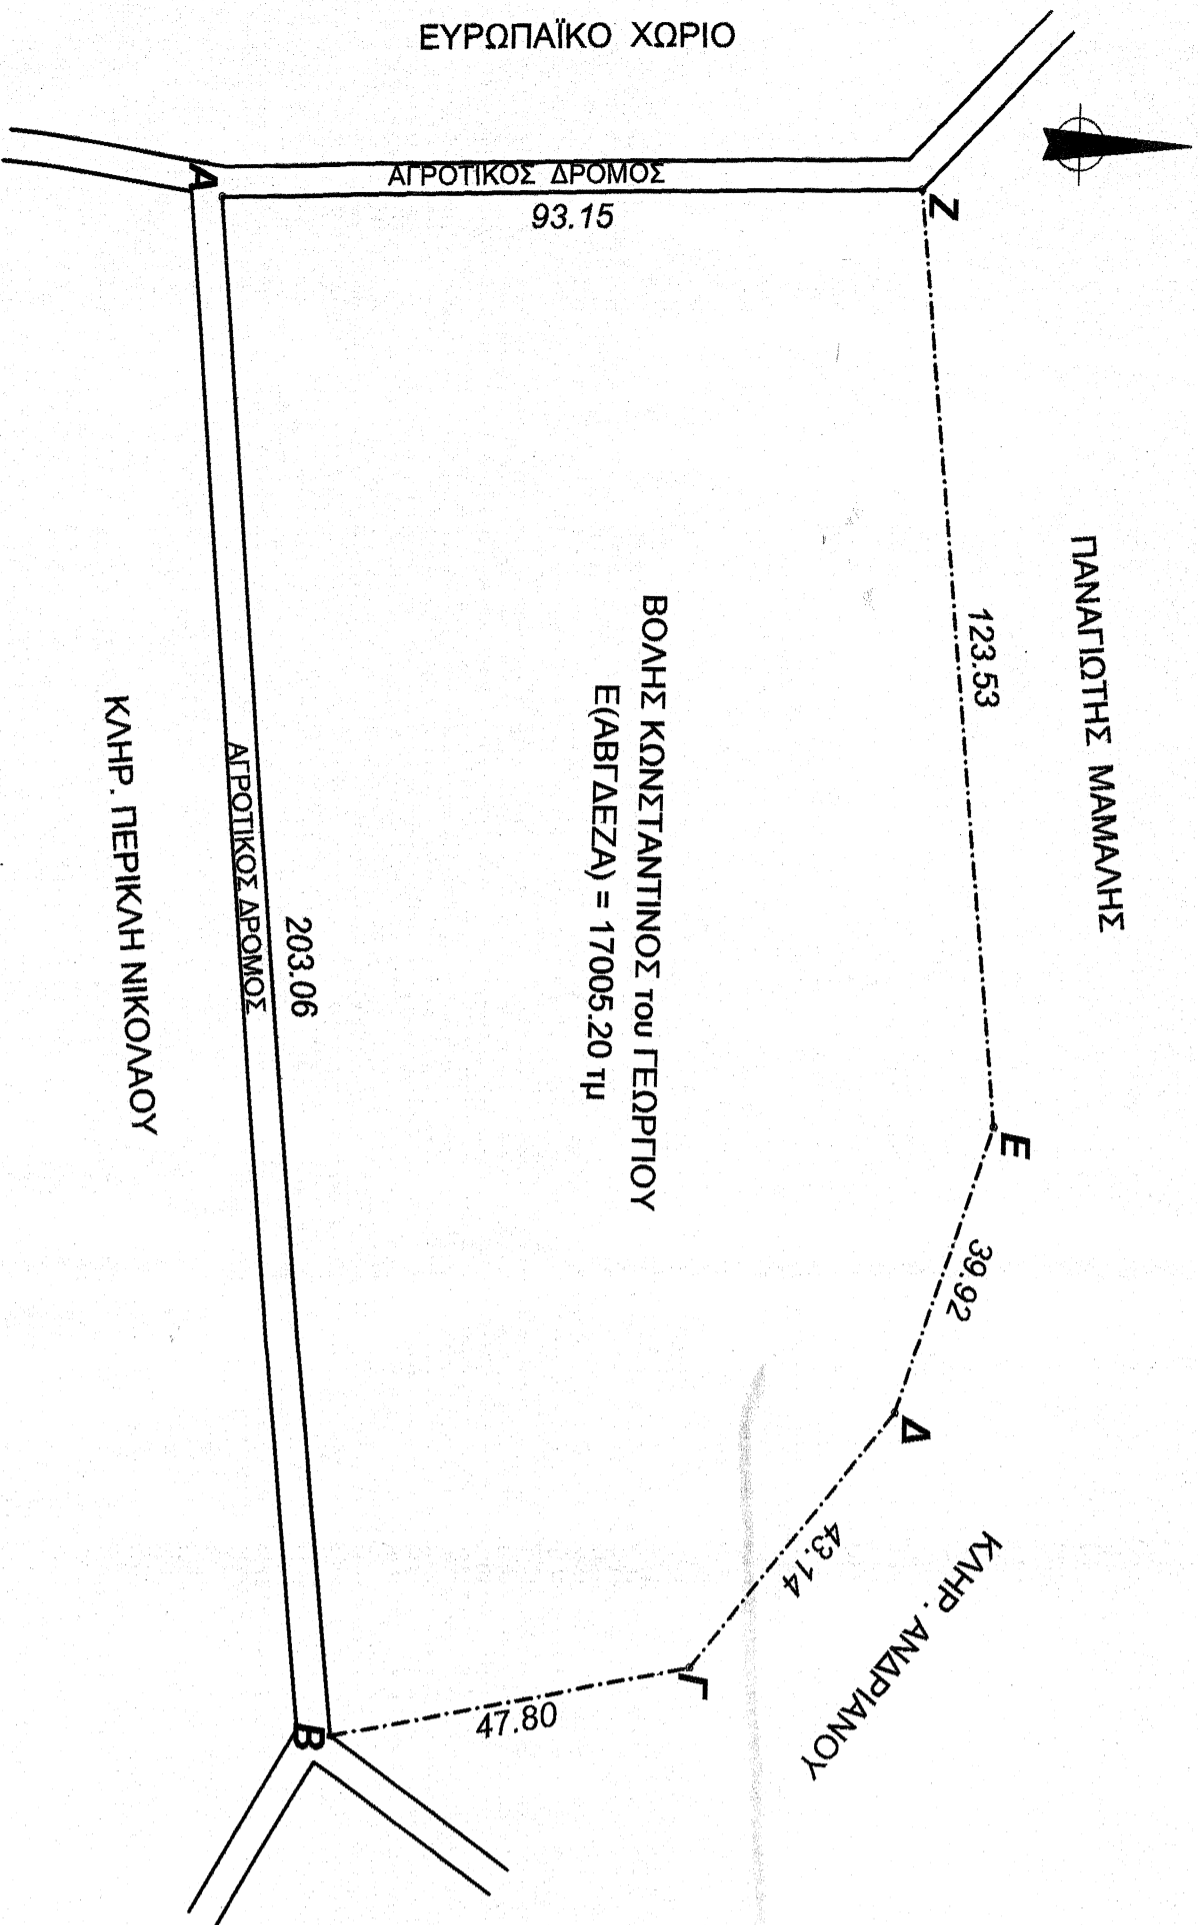 ΕΥΡΩΠΑΪΚΟ ΧΩΡΙΟ
ΑΓΡΟΤΙΚΟΣ ΔΡΟΜΟΣ
93.15
Α
Ζ
ΠΑΝΑΓΙΩΤΗΣ ΜΑΜΑΛΗΣ
123.53
ΒΟΛΗΣ ΚΩΝΣΤΑΝΤΙΝΟΣ του ΓΕΩΡΓΙΟΥ
Ε(ΑΒΓΔΕΖΑ) = 17005.20 τμ
203.06
ΑΓΡΟΤΙΚΟΣ ΔΡΟΜΟΣ
ΚΛΗΡ. ΠΕΡΙΚΛΗ ΝΙΚΟΛΑΟΥ
Ε
39.92
Δ
43.14
ΚΛΗΡ. ΑΝΔΡΙΑΝΟΥ
Γ
47.80
Β